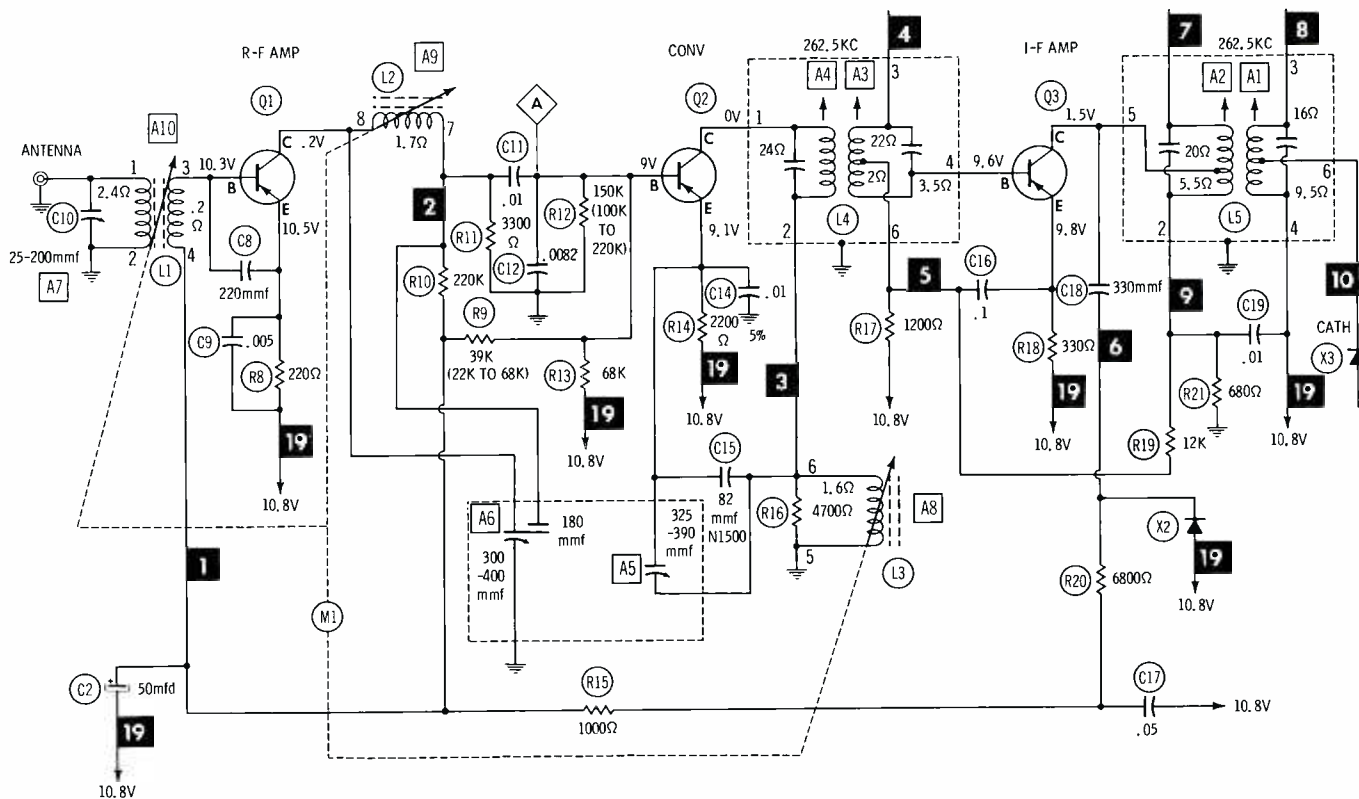 R-F AMP
CONV
I-F AMP
262.5KC
262.5KC
4
7
8
A9
L2
Q1
8
7
1.7Ω
A10
ANTENNA
1
3
10.3V
B
C
.2V
E
10.5V
2.4Ω
.2
Ω
C10
2
4
25-200mmf
A7
L1
C8
220mmf
C9
.005
R8
220Ω
19
10.8V
A
C11
.01
2
R11
3300
Ω
R12
150K
(100K
TO
220K)
C12
.0082
R10
220K
R9
39K
(22K TO 68K)
R13
68K
19
10.8V
Q2
0V
9V
B
C
E
9.1V
C14
.01
5%
R14
2200
Ω
19
10.8V
A4
A3
1
3
24Ω
22Ω
2Ω
4
3.5Ω
2
6
L4
3
5
R17
1200Ω
10.8V
C16
.1
Q3
1.5V
9.6V
B
C
E
9.8V
C18
330mmf
R18
330Ω
6
19
10.8V
A2
A1
5
3
20Ω
16Ω
5.5Ω
9.5Ω
6
2
4
L5
9
C19
.01
R21
680Ω
R19
12K
19
10.8V
10
CATH
X3
C15
82
mmf
N1500
6
1.6Ω
R16
4700Ω
5
A8
L3
A6
180
mmf
300
-400
mmf
325
-390
mmf
A5
X2
19
10.8V
R20
6800Ω
1
M1
C2
+
50mfd
19
10.8V
R15
1000Ω
C17
.05
10.8V